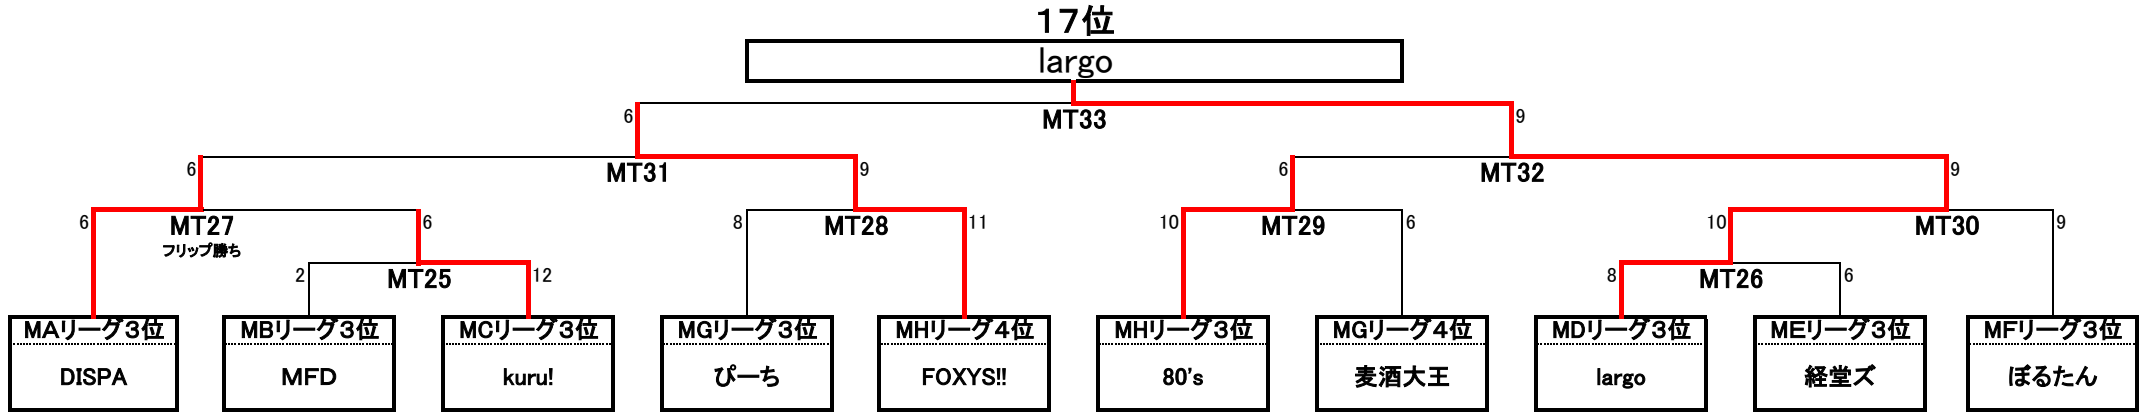 １７位
largo
6 MT33 9
6 MT31 9 6 MT32 9
6 MT27 6 8 MT28 11 10 MT29 6 10 MT30 9
フリップ勝ち
2 MT25 12 8 MT26 6
MAリーグ３位 MBリーグ３位 MCリーグ３位 MGリーグ３位 MHリーグ４位 MHリーグ３位 MGリーグ４位 MDリーグ３位 MEリーグ３位 MFリーグ３位
DISPA MFD kuru! ぴーち FOXYS!! 80's 麦酒大王 largo 経堂ズ ぽるたん